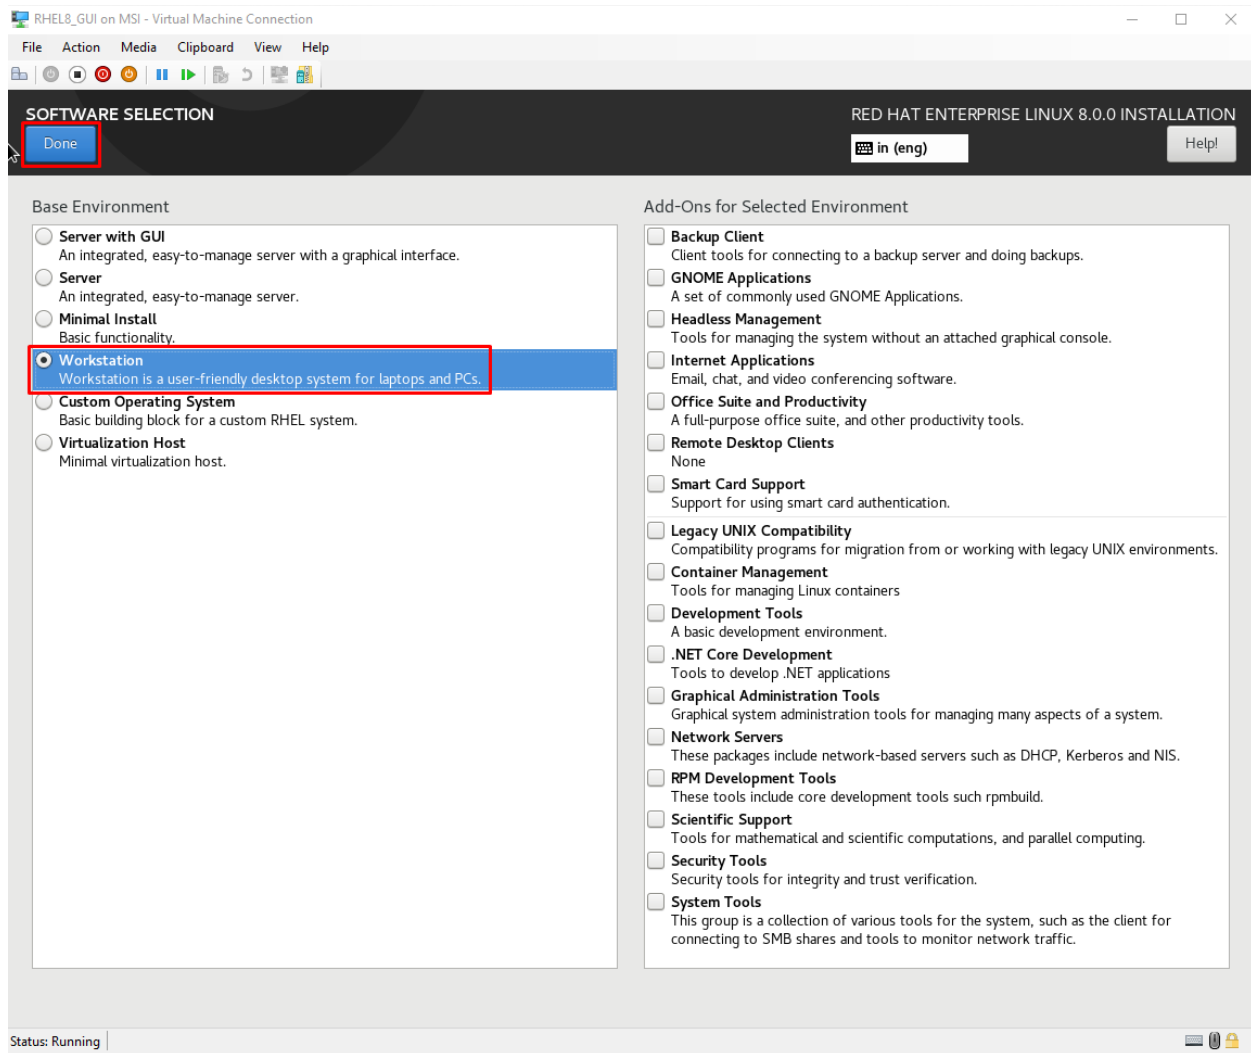 RHEL8_GUI on MSI - Virtual Machine Connection
File Action Media Clipboard View Help
SOFTWARE SELECTION
Done
RED HAT ENTERPRISE LINUX 8.0.0 INSTALLATION
in (eng)
Help!
Base Environment
Server with GUI
An integrated, easy-to-manage server with a graphical interface.
Server
An integrated, easy-to-manage server.
Minimal Install
Basic functionality.
Workstation
Workstation is a user-friendly desktop system for laptops and PCs.
Custom Operating System
Basic building block for a custom RHEL system.
Virtualization Host
Minimal virtualization host.
Add-Ons for Selected Environment
Backup Client
Client tools for connecting to a backup server and doing backups.
GNOME Applications
A set of commonly used GNOME Applications.
Headless Management
Tools for managing the system without an attached graphical console.
Internet Applications
Email, chat, and video conferencing software.
Office Suite and Productivity
A full-purpose office suite, and other productivity tools.
Remote Desktop Clients
None
Smart Card Support
Support for using smart card authentication.
Legacy UNIX Compatibility
Compatibility programs for migration from or working with legacy UNIX environments.
Container Management
Tools for managing Linux containers
Development Tools
A basic development environment.
.NET Core Development
Tools to develop .NET applications
Graphical Administration Tools
Graphical system administration tools for managing many aspects of a system.
Network Servers
These packages include network-based servers such as DHCP, Kerberos and NIS.
RPM Development Tools
These tools include core development tools such rpmbuild.
Scientific Support
Tools for mathematical and scientific computations, and parallel computing.
Security Tools
Security tools for integrity and trust verification.
System Tools
This group is a collection of various tools for the system, such as the client for
connecting to SMB shares and tools to monitor network traffic.
Status: Running